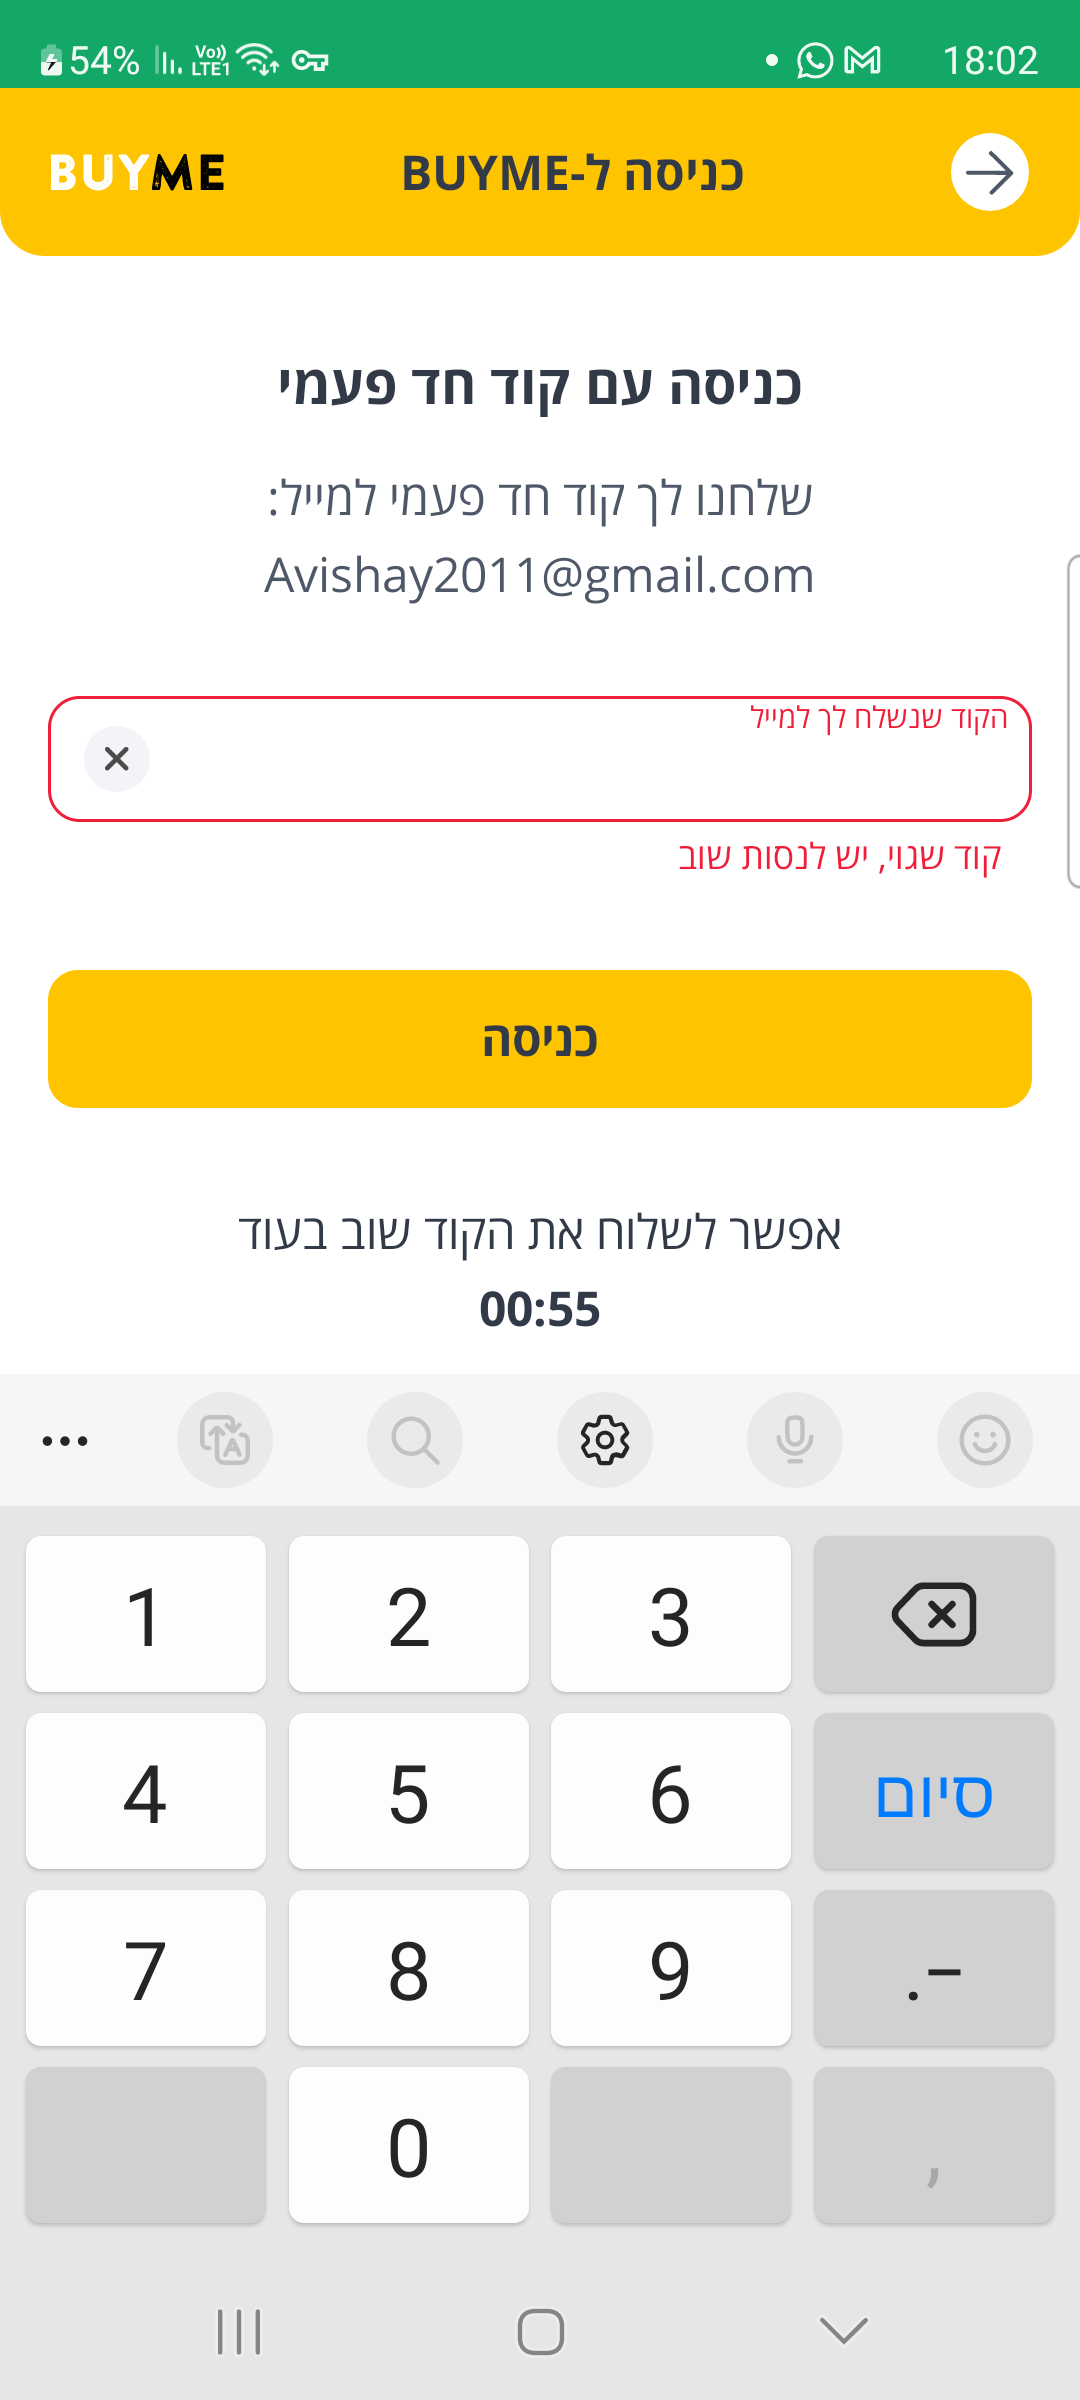 54% Vo)) LTE1 18:02
BUYME כניסה ל-BUYME
כניסה עם קוד חד פעמי
שלחנו לך קוד חד פעמי למייל:
Avishay2011@gmail.com
הקוד שנשלח לך למייל
קוד שגוי, יש לנסות שוב
כניסה
אפשר לשלוח את הקוד שוב בעוד
00:55
1 2 3
4 5 6 סיום
7 8 9 .-
0 ,